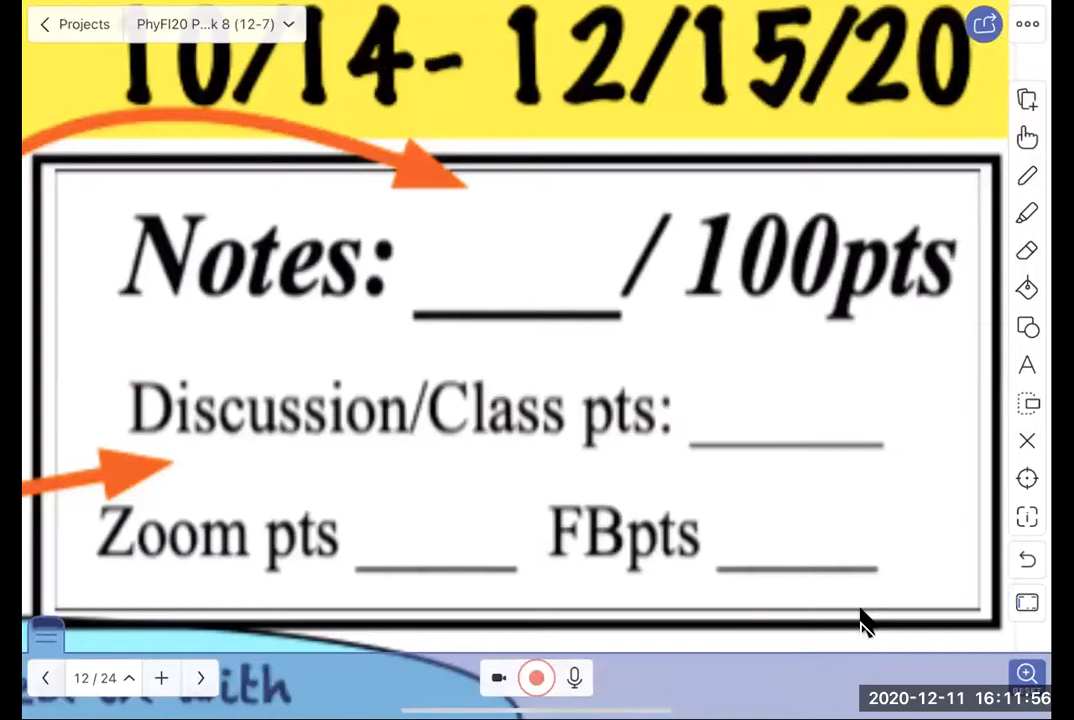 Projects PhyFl20 P...k 8 (12-7)
10/14- 12/15/20
Notes: ____/ 100pts
Discussion/Class pts: ______
Zoom pts _____ FBpts _____
12 / 24
with
2020-12-11 16:11:56